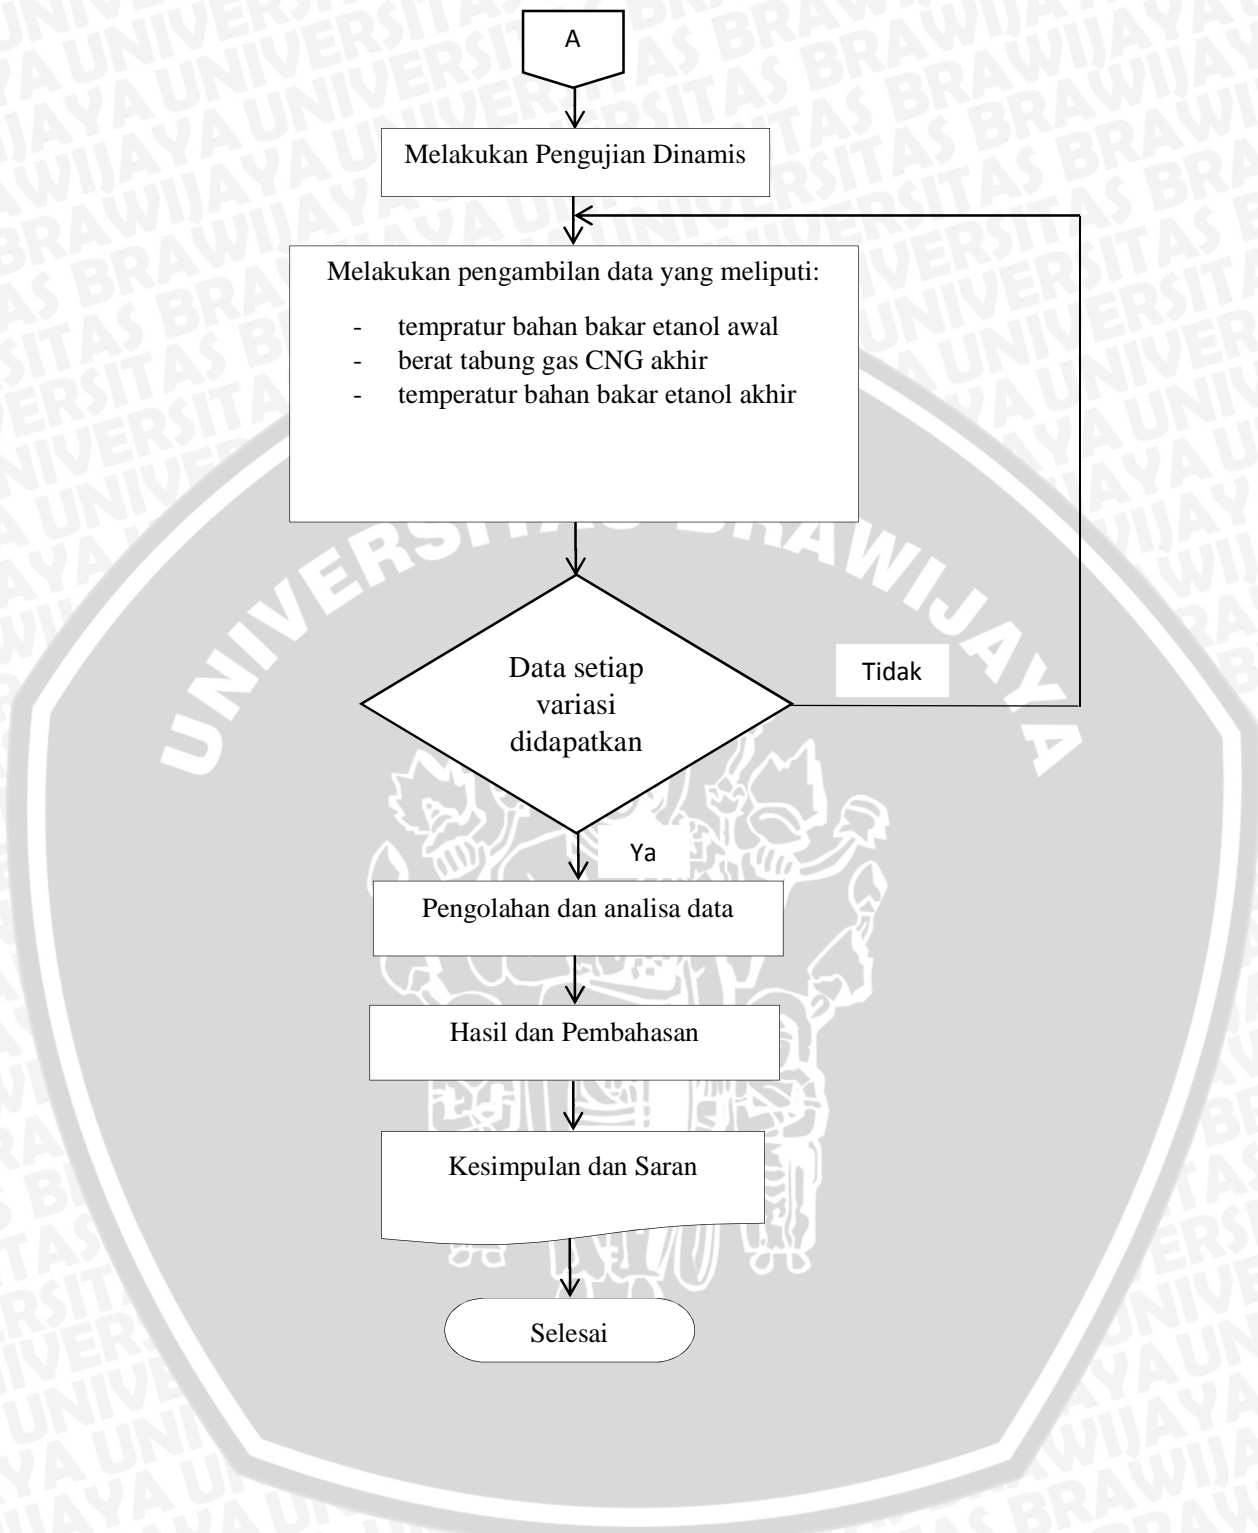 A
Melakukan Pengujian Dinamis
Melakukan pengambilan data yang meliputi:
- tempratur bahan bakar etanol awal
- berat tabung gas CNG akhir
- temperatur bahan bakar etanol akhir
UNIVERSITAS BRAWIJAYA
Data setiap
variasi
didapatkan
Tidak
Ya
Pengolahan dan analisa data
Hasil dan Pembahasan
Kesimpulan dan Saran
Selesai